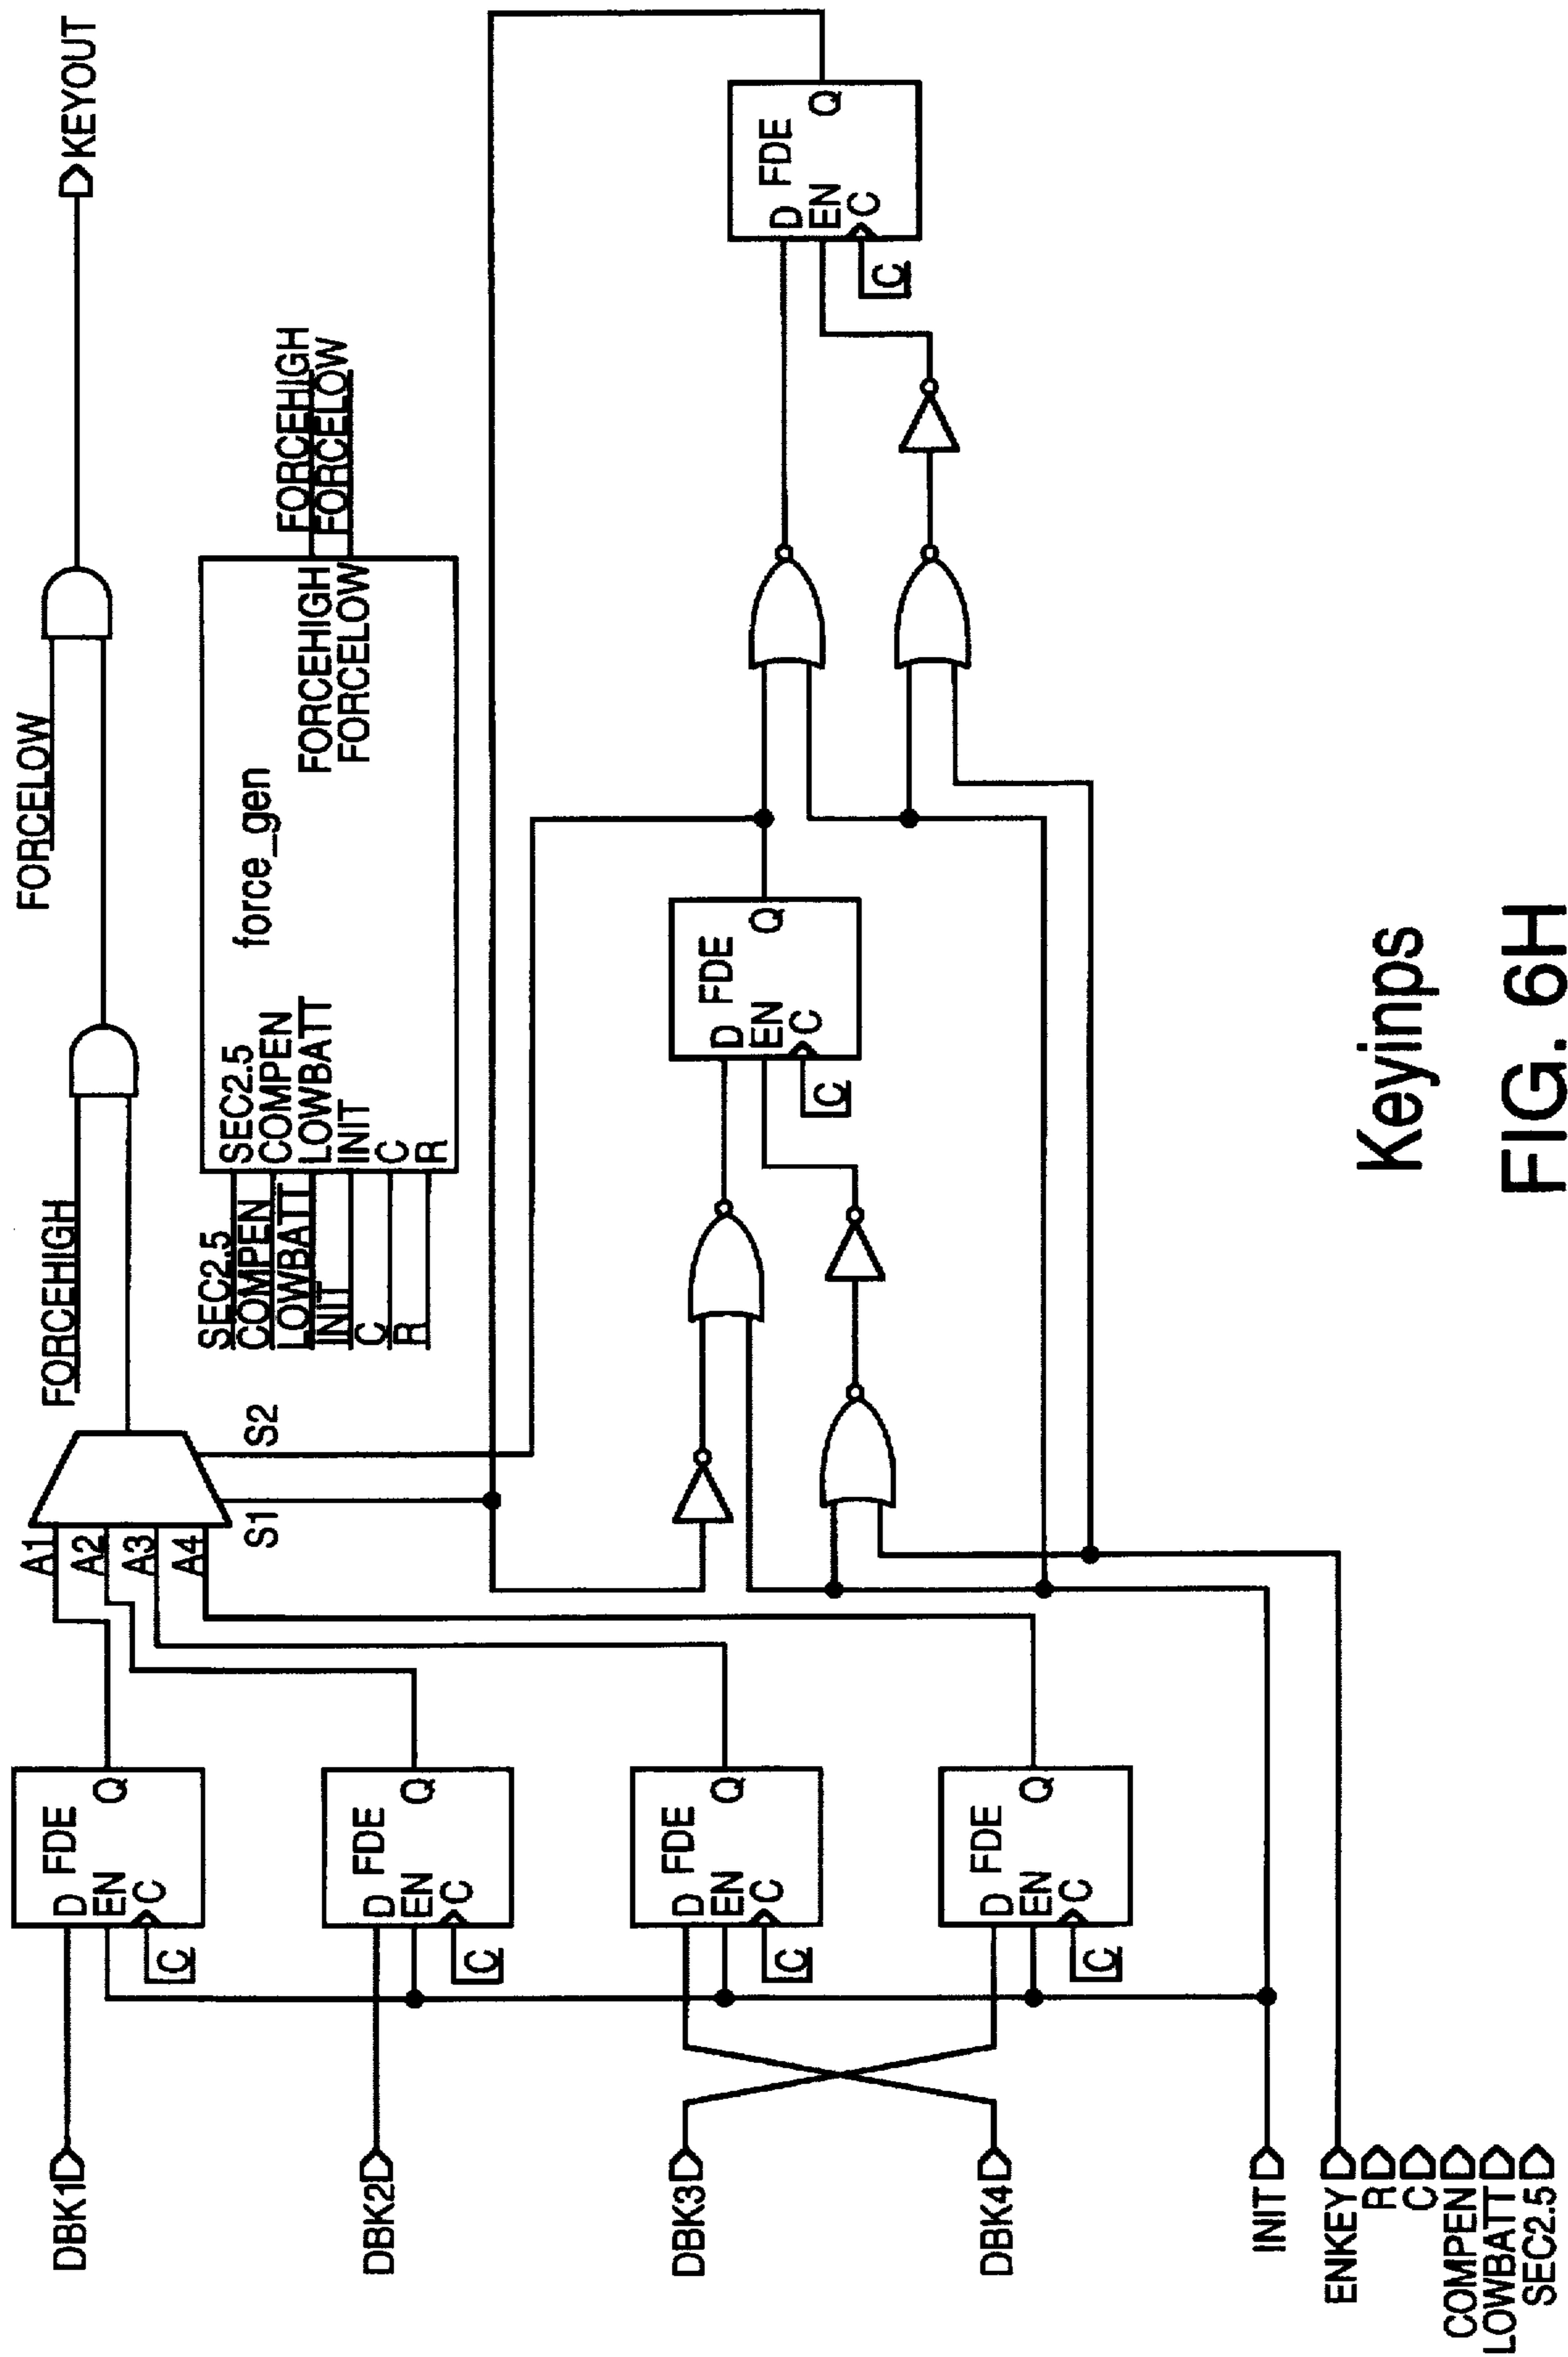 FORCELOW
KEYOUT
FORCEHIGH
A1
A2
A3
A4
S1
S2
SEC2.5
COMPEN
LOWBATT
INIT
C
R
SEC2.5
COMPEN
LOWBATT
INIT
C
R
force_gen
FORCEHIGH
FORCELOW
FORCEHIGH
FORCELOW
DBK1
D
FDE
EN
C
Q
C
DBK2
D
FDE
EN
C
Q
C
DBK3
D
FDE
EN
C
Q
C
DBK4
D
FDE
EN
C
Q
C
D
FDE
EN
C
Q
C
D
FDE
EN
C
Q
C
INIT
ENKEY
R
C
COMPEN
LOWBATT
SEC2.5
Keyinps
FIG. 6H